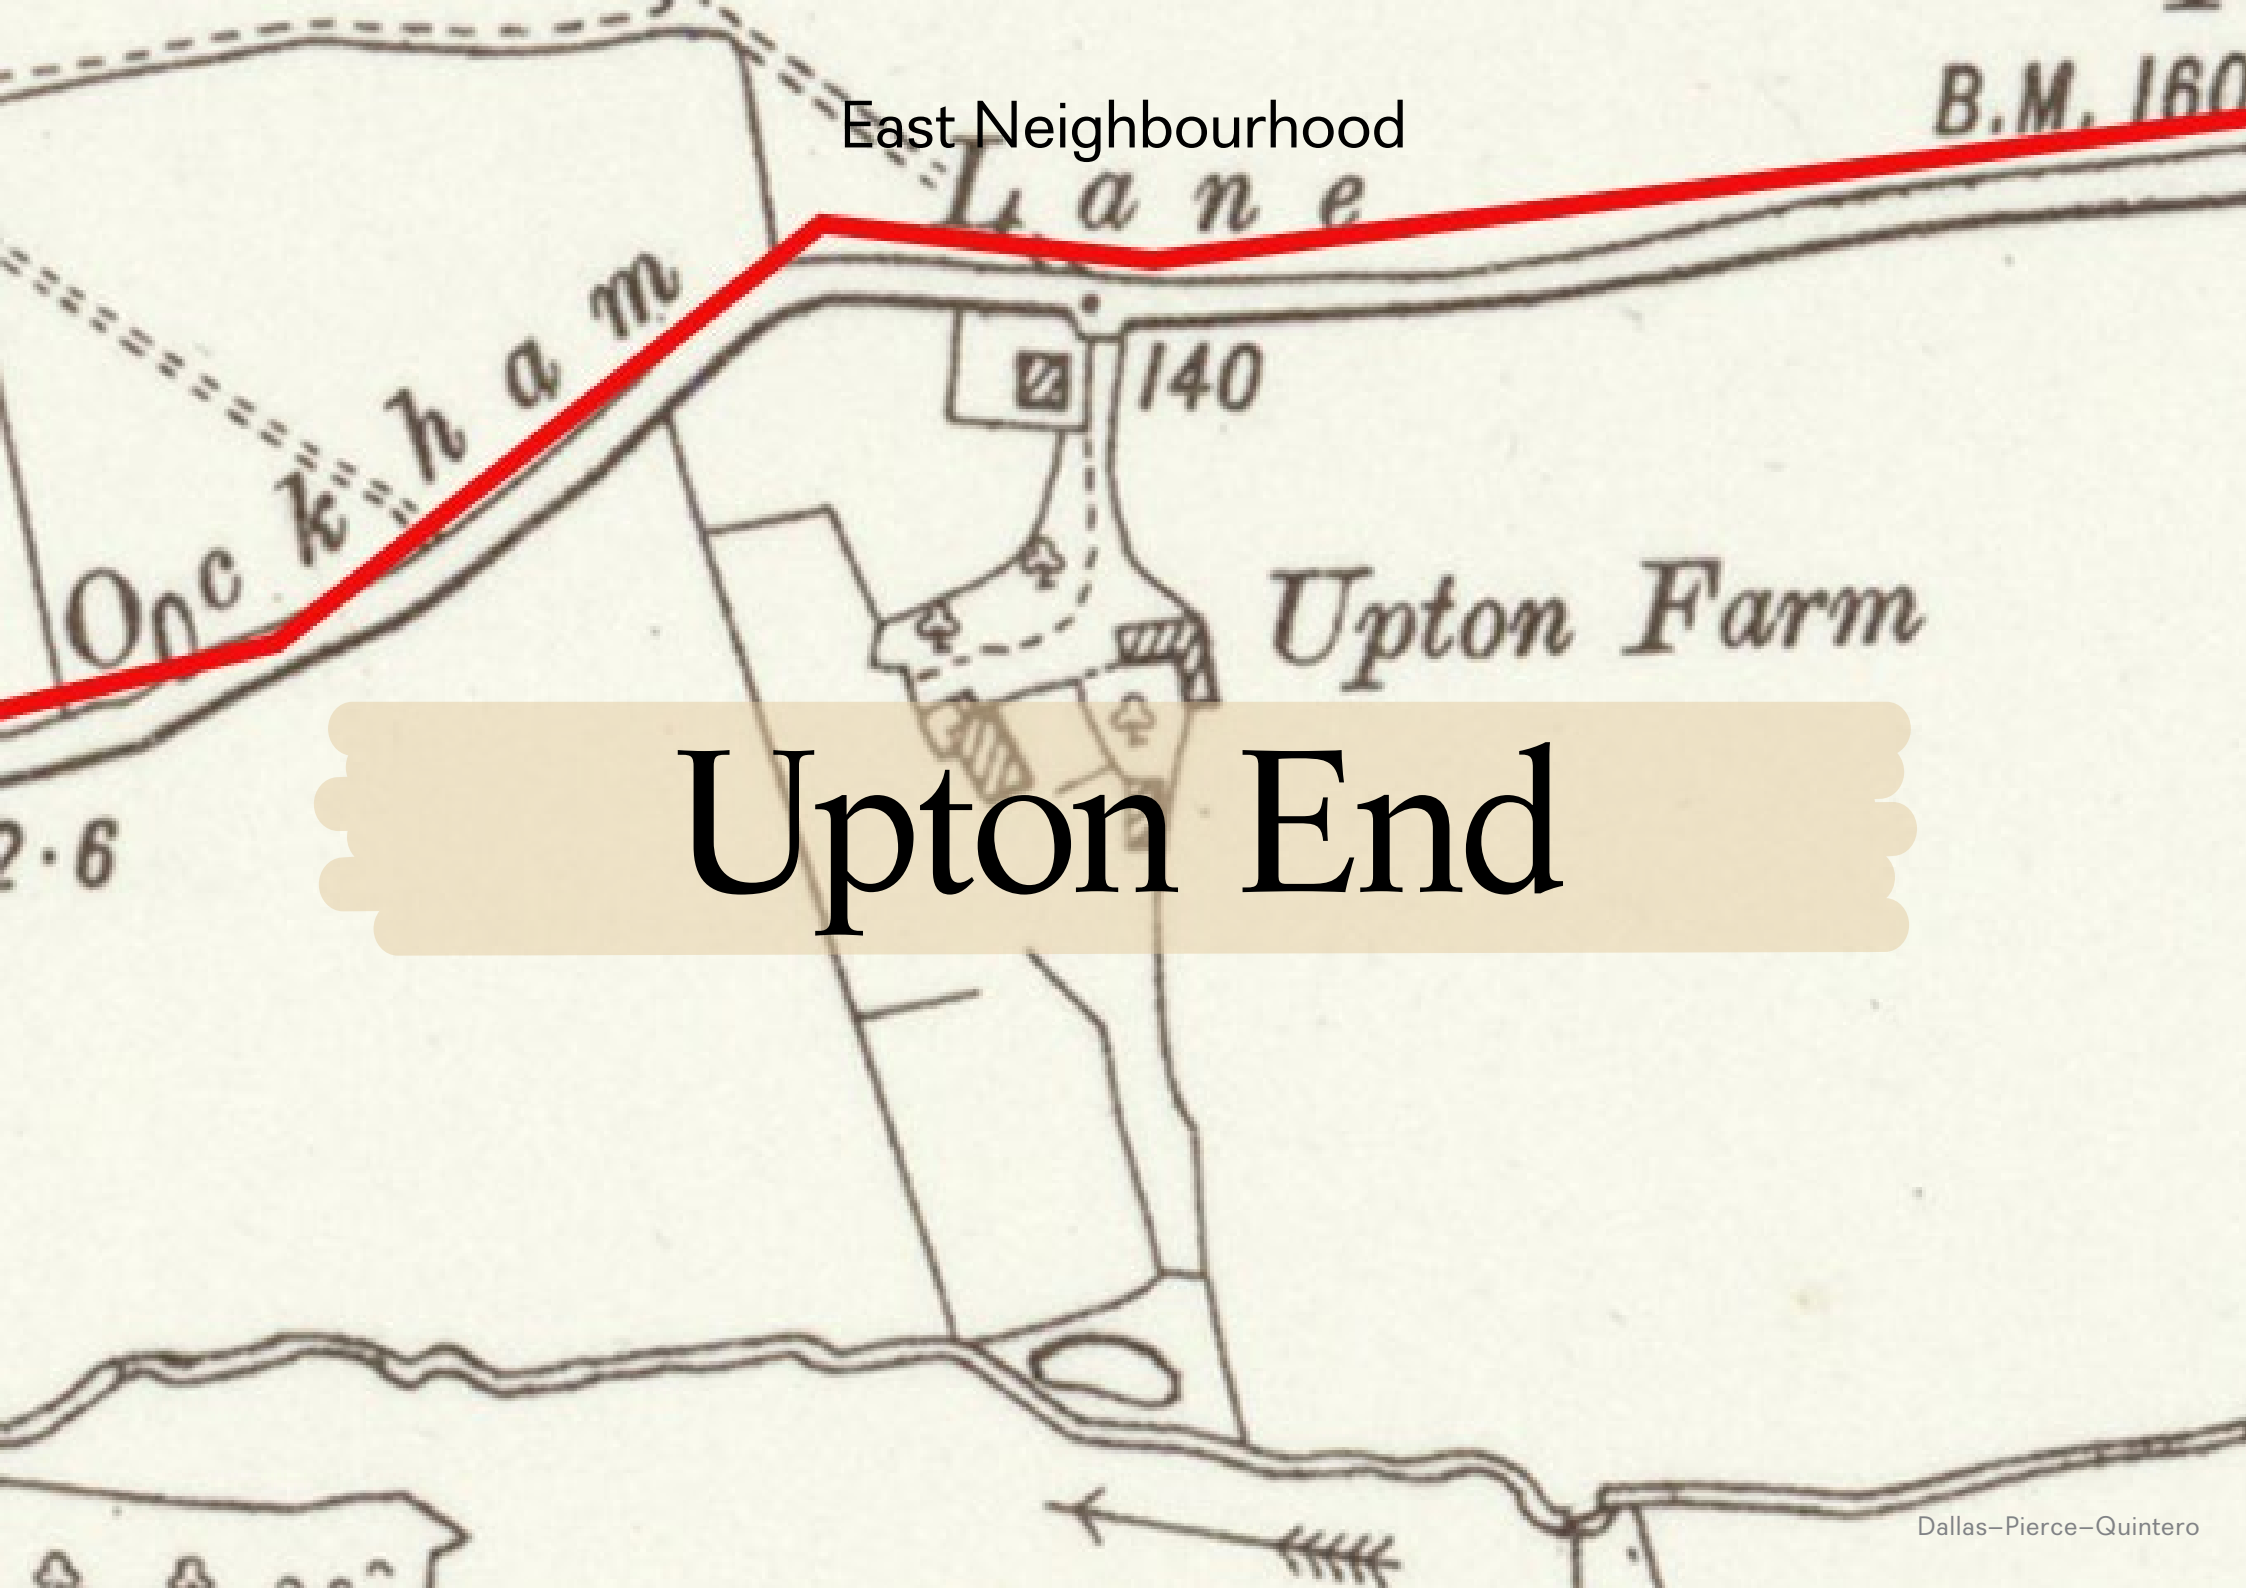 East Neighbourhood
B.M. 160
Ockham Lane
140
Upton Farm
Upton End
2·6
Dallas–Pierce–Quintero